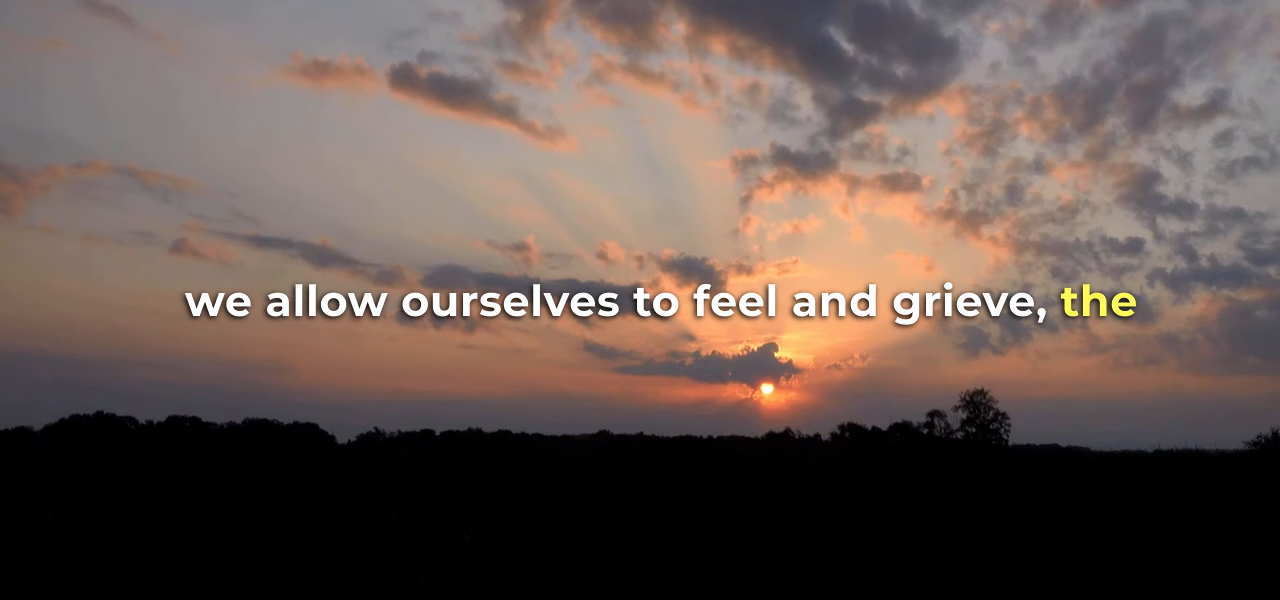 we allow ourselves to feel and grieve, the